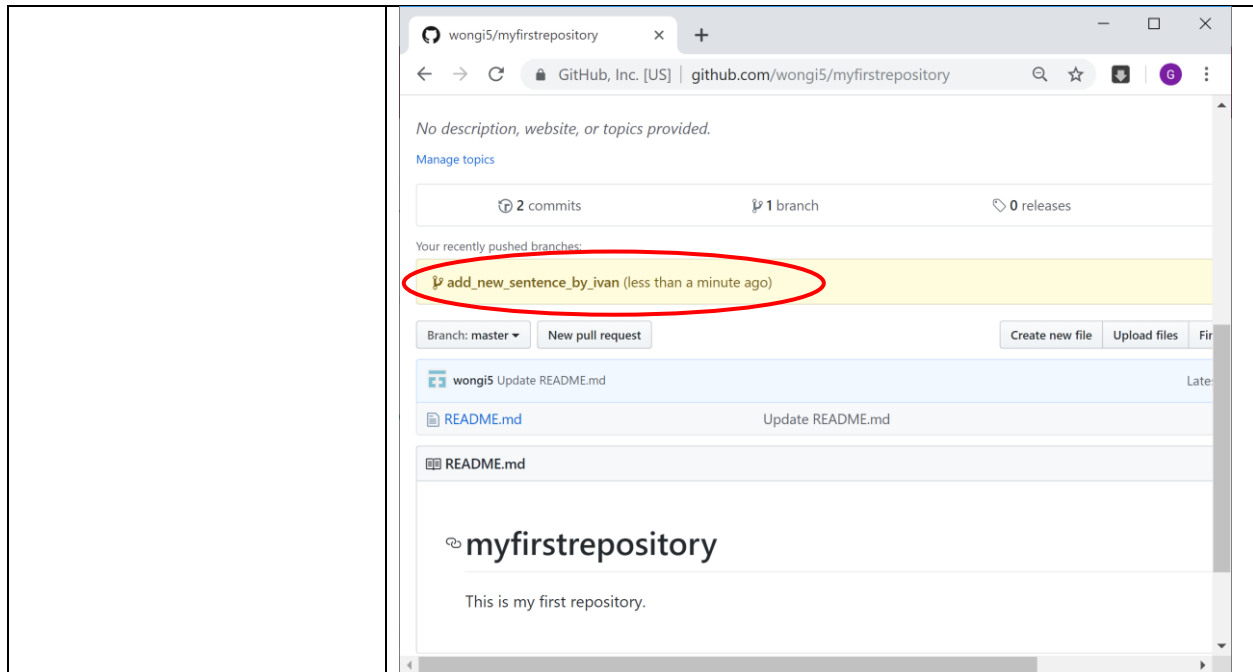 wongi5/myfirstrepository
GitHub, Inc. [US] | github.com/wongi5/myfirstrepository
G
No description, website, or topics provided.
Manage topics
2 commits 1 branch 0 releases
Your recently pushed branches:
add_new_sentence_by_ivan (less than a minute ago)
Branch: master New pull request Create new file Upload files Fin
wongi5 Update README.md Late
README.md Update README.md
README.md
myfirstrepository
This is my first repository.